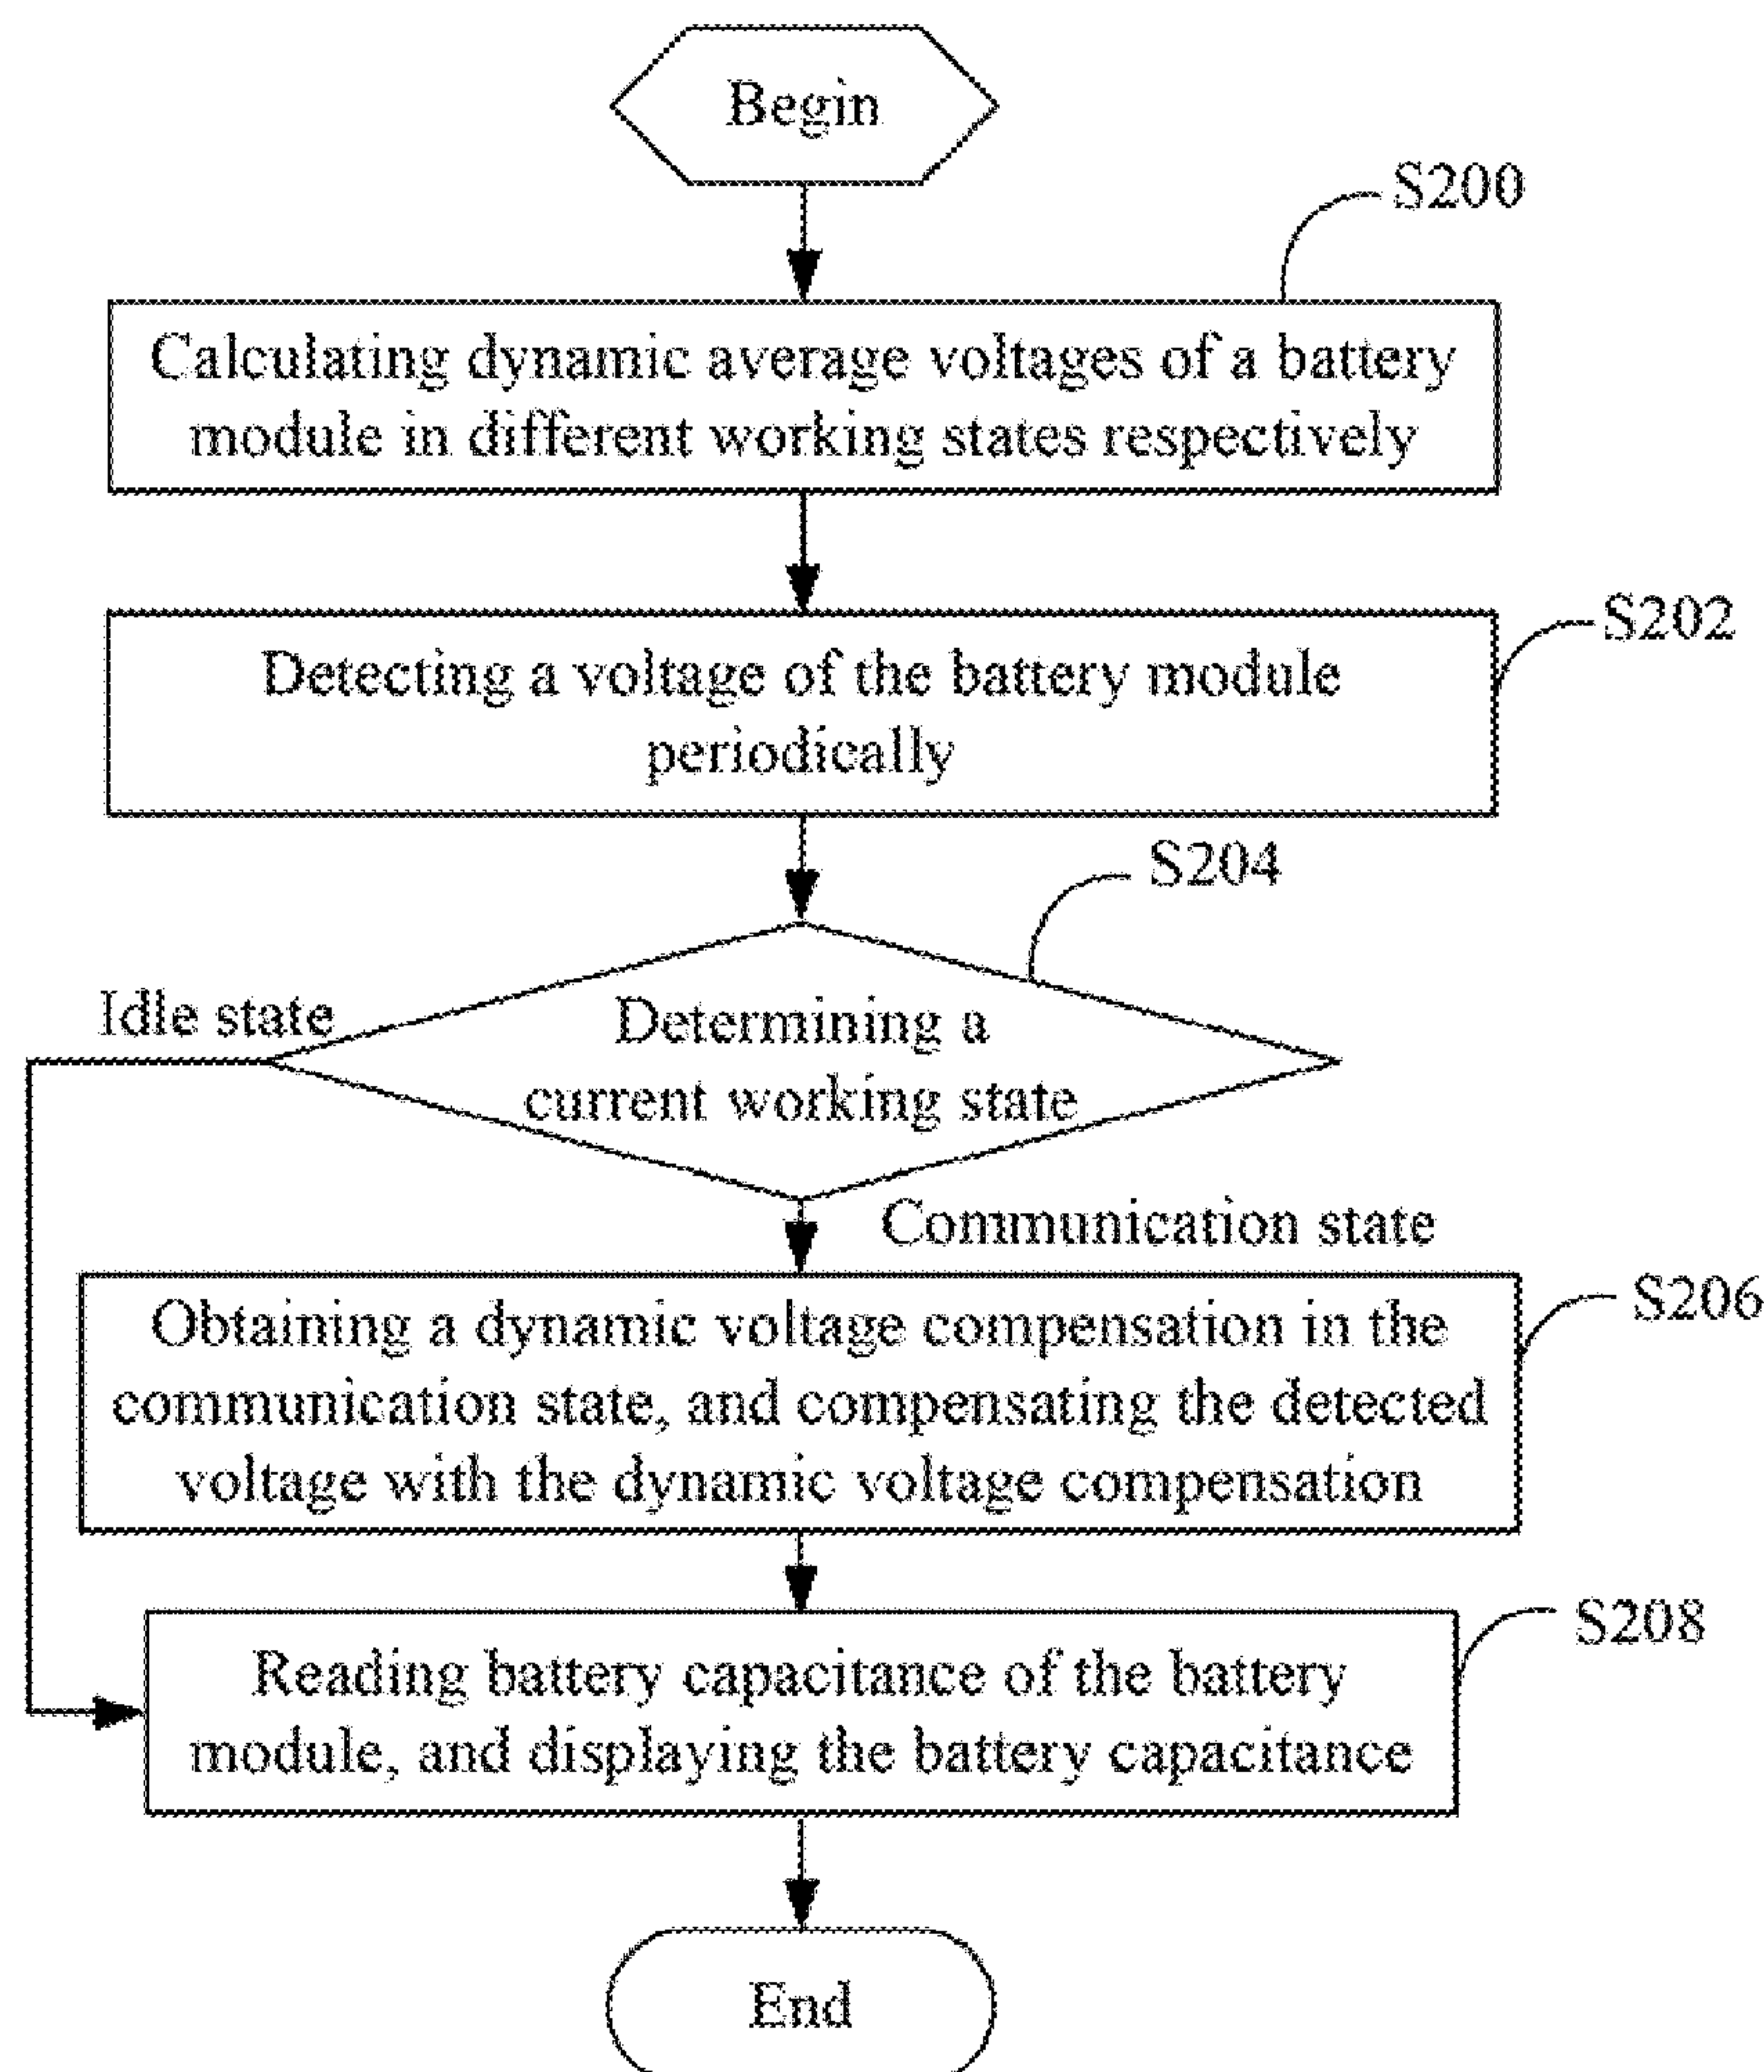 Begin
S200
Calculating dynamic average voltages of a battery
module in different working states respectively
S202
Detecting a voltage of the battery module
periodically
S204
Idle state
Determining a
current working state
Communication state
S206
Obtaining a dynamic voltage compensation in the
communication state, and compensating the detected
voltage with the dynamic voltage compensation
S208
Reading battery capacitance of the battery
module, and displaying the battery capacitance
End